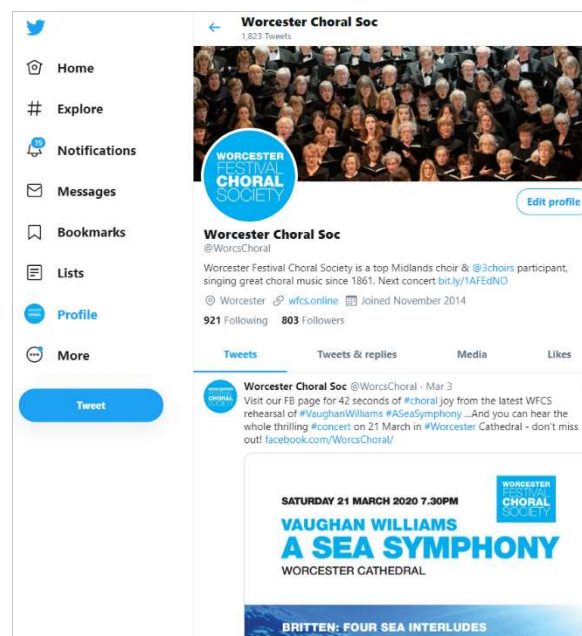 Worcester Choral Soc
1,823 Tweets
Home
Explore
19
Notifications
Messages
Bookmarks
Lists
Profile
More
Tweet
WORCESTER
FESTIVAL
CHORAL
SOCIETY
Edit profile
Worcester Choral Soc
@WorcsChoral
Worcester Festival Choral Society is a top Midlands choir & @3choirs participant,
singing great choral music since 1861. Next concert bit.ly/1AFEdNO
Worcester wfcs.online Joined November 2014
921 Following 803 Followers
Tweets Tweets & replies Media Likes
Worcester Choral Soc @WorcsChoral · Mar 3
Visit our FB page for 42 seconds of #choral joy from the latest WFCS
rehearsal of #VaughanWilliams #ASeaSymphony ...And you can hear the
whole thrilling #concert on 21 March in #Worcester Cathedral - don't miss
out! facebook.com/WorcsChoral/
WORCESTER
FESTIVAL
CHORAL
SOCIETY
SATURDAY 21 MARCH 2020 7.30PM
VAUGHAN WILLIAMS
A SEA SYMPHONY
WORCESTER CATHEDRAL
BRITTEN: FOUR SEA INTERLUDES